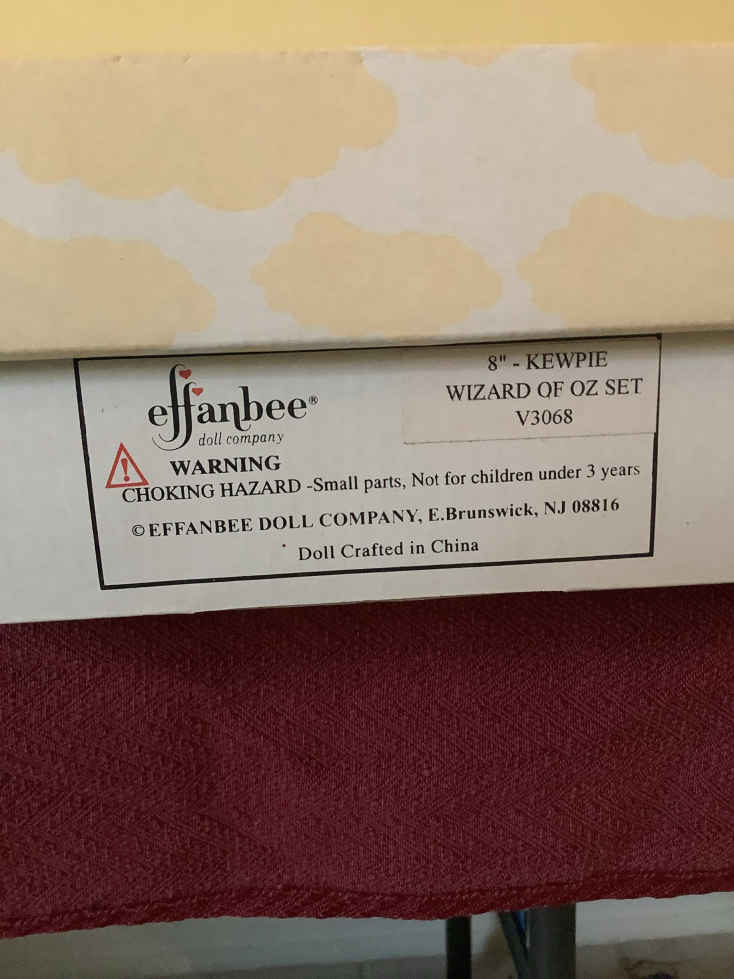 effanbee®
doll company
8" - KEWPIE
WIZARD OF OZ SET
V3068
WARNING
CHOKING HAZARD -Small parts, Not for children under 3 years
© EFFANBEE DOLL COMPANY, E.Brunswick, NJ 08816
Doll Crafted in China